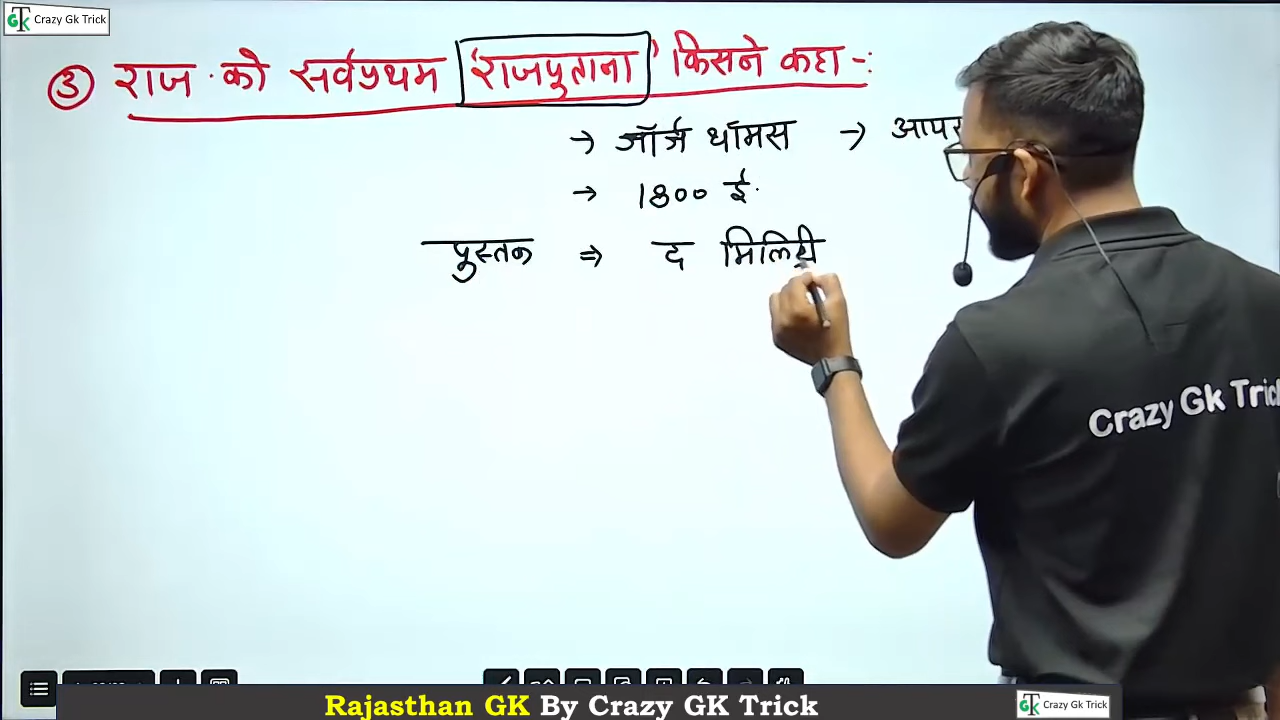 Crazy Gk Trick
③ राज॰ को सर्वप्रथम 'राजपुताना' किसने कहा -:
→ जॉर्ज थॉमस → आपर
→ 1800 ई॰
पुस्तक ⇒ द मिलिट्री
Crazy Gk Trick
Rajasthan GK By Crazy GK Trick
Crazy GK Trick